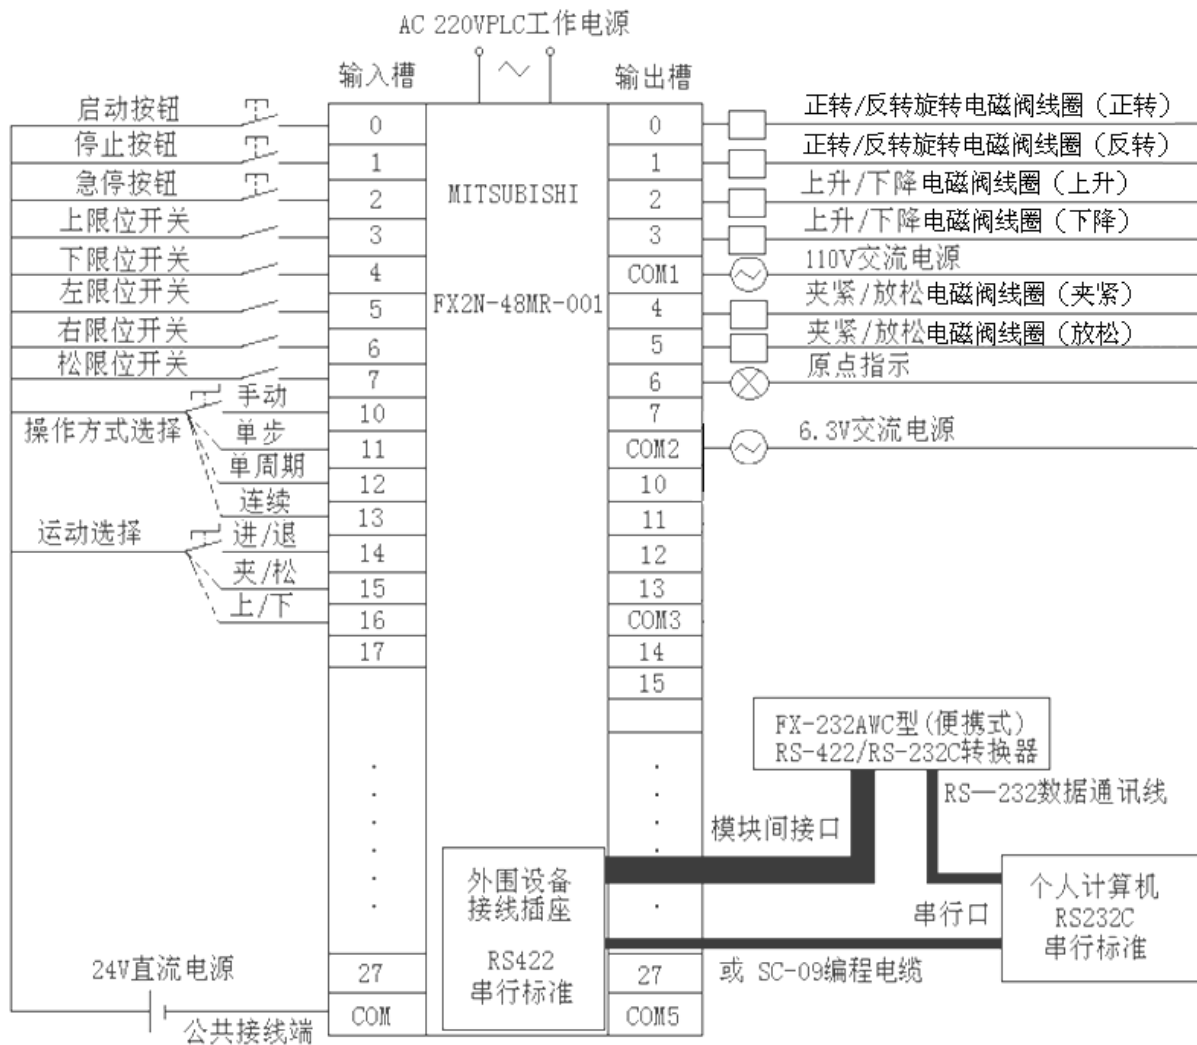 AC 220VPLC工作电源
输入槽
输出槽
启动按钮
停止按钮
急停按钮
上限位开关
下限位开关
左限位开关
右限位开关
松限位开关
操作方式选择
手动
单步
单周期
连续
运动选择
进/退
夹/松
上/下
24V直流电源
公共接线端
0
1
2
3
4
5
6
7
10
11
12
13
14
15
16
17
27
COM
MITSUBISHI
FX2N-48MR-001
外围设备
接线插座
RS422
串行标准
0
1
2
3
COM1
4
5
6
7
COM2
10
11
12
13
COM3
14
15
27
COM5
正转/反转旋转电磁阀线圈（正转）
正转/反转旋转电磁阀线圈（反转）
上升/下降电磁阀线圈（上升）
上升/下降电磁阀线圈（下降）
110V交流电源
夹紧/放松电磁阀线圈（夹紧）
夹紧/放松电磁阀线圈（放松）
原点指示
6.3V交流电源
FX-232AWC型(便携式)
RS-422/RS-232C转换器
RS—232数据通讯线
模块间接口
串行口
个人计算机
RS232C
串行标准
或 SC-09编程电缆